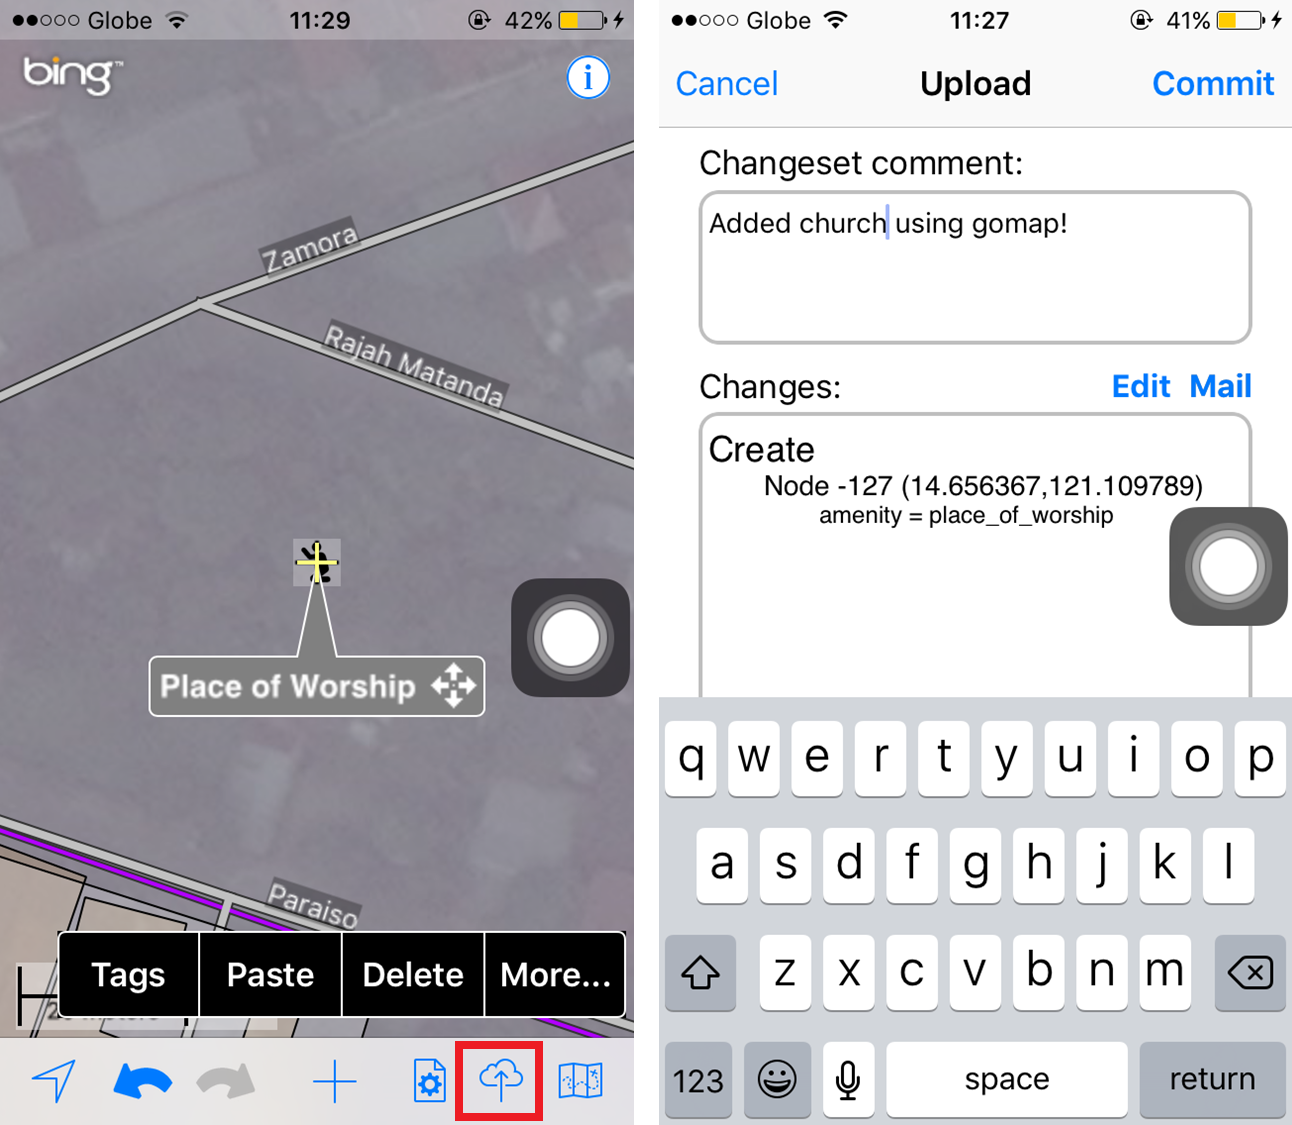 Globe 11:29 42%
bing™
i
Zamora
Rajah Matanda
Place of Worship
Paraiso
Tags Paste Delete More...
Globe 11:27 41%
Cancel Upload Commit
Changeset comment:
Added church using gomap!
Changes: Edit Mail
Create
Node -127 (14.656367,121.109789)
amenity = place_of_worship
q w e r t y u i o p
a s d f g h j k l
z x c v b n m
123 space return